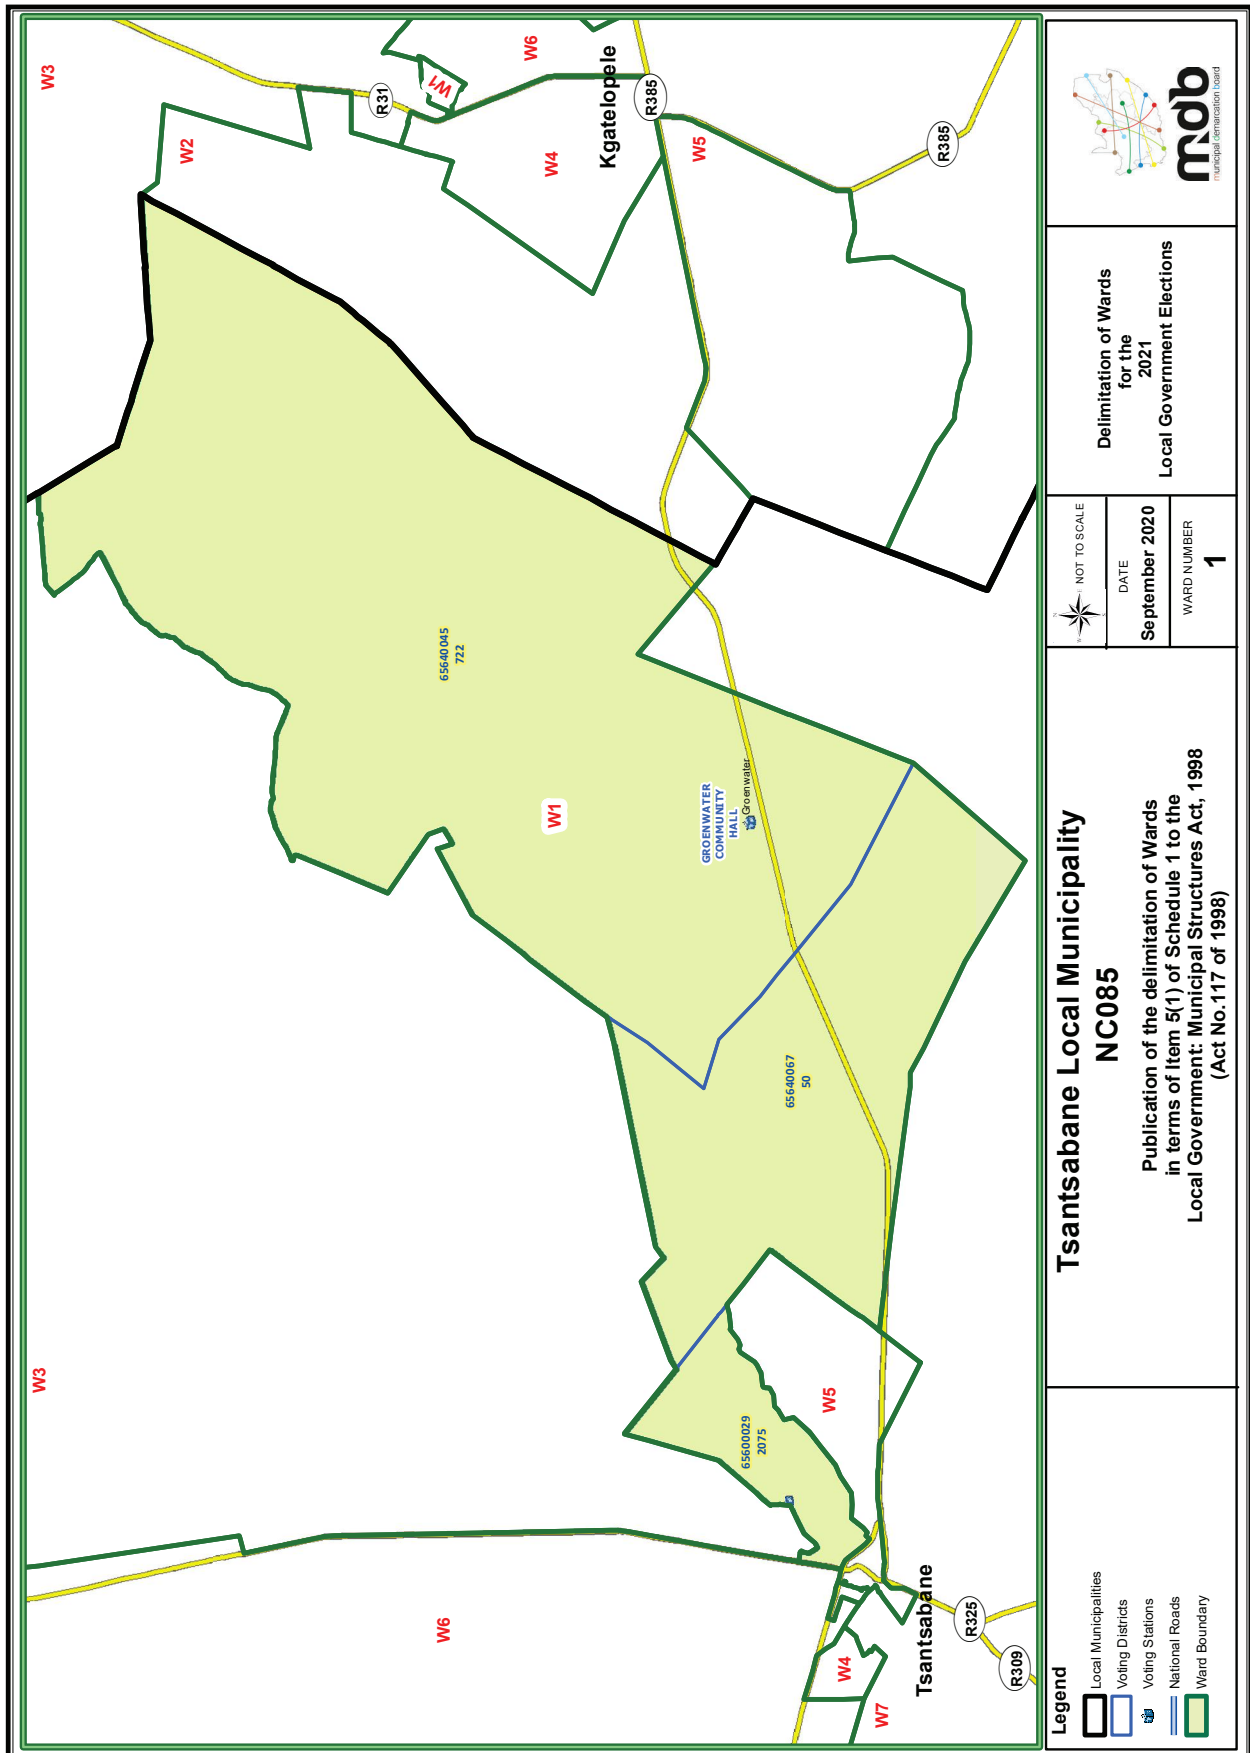 W3
W2
R31
W1
W6
W4
Kgatelopele
R385
W5
R385
65640045
722
W1
GROENWATER
COMMUNITY
HALL
Groenwater
65640067
50
W3
W5
65600029
2075
W6
Tsantsabane
W4
W7
R325
R309
Legend
Local Municipalities
Voting Districts
Voting Stations
National Roads
Ward Boundary
Tsantsabane Local Municipality
NC085
Publication of the delimitation of Wards
in terms of Item 5(1) of Schedule 1 to the
Local Government: Municipal Structures Act, 1998
(Act No.117 of 1998)
NOT TO SCALE
DATE
September 2020
WARD NUMBER
1
Delimitation of Wards
for the
2021
Local Government Elections
mdb
municipal demarcation board